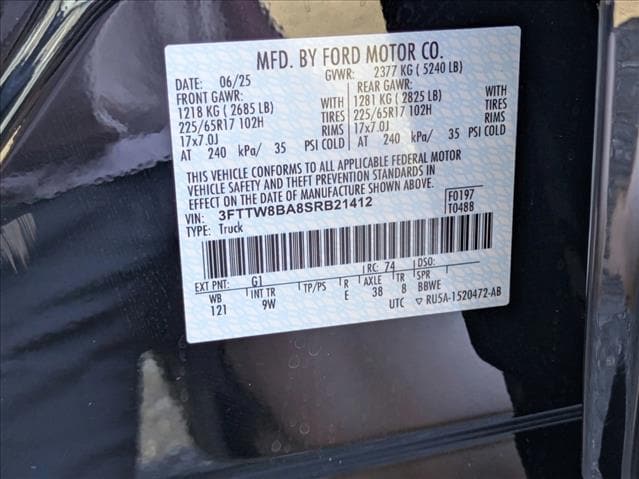 MFD. BY FORD MOTOR CO.
DATE: 06/25 GVWR: 2377 KG ( 5240 LB)
FRONT GAWR: REAR GAWR:
1218 KG ( 2685 LB) WITH 1281 KG ( 2825 LB) WITH
225/65R17 102H TIRES 225/65R17 102H TIRES
17x7.0J RIMS 17x7.0J RIMS
AT 240 kPa/ 35 PSI COLD AT 240 kPa/ 35 PSI COLD
THIS VEHICLE CONFORMS TO ALL APPLICABLE FEDERAL MOTOR
VEHICLE SAFETY AND THEFT PREVENTION STANDARDS IN EFFECT
ON THE DATE OF MANUFACTURE SHOWN ABOVE.
VIN: 3FTTW8BA8SRB21412 F0197
TYPE: Truck T048B
RC: 74 DSO:
EXT PNT: G1
WB INT TR TP/PS R AXLE TR SPR
121 9W E 38 8 BBWE
UTC ▽ RU5A-1520472-AB